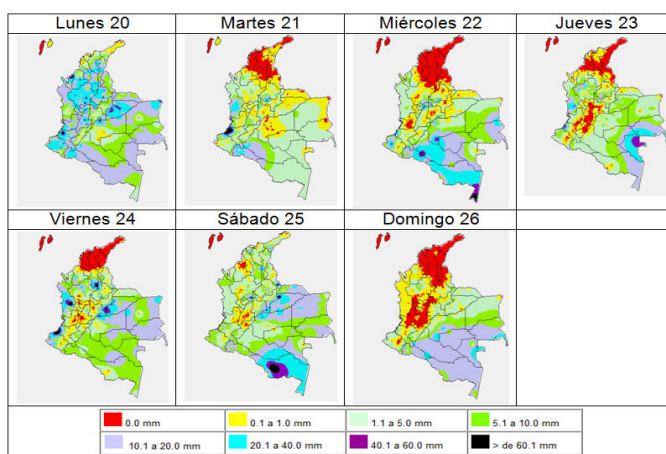 Lunes 20
Martes 21
Miércoles 22
Jueves 23
Viernes 24
Sábado 25
Domingo 26
0.0 mm
0.1 a 1.0 mm
1.1 a 5.0 mm
5.1 a 10.0 mm
10.1 a 20.0 mm
20.1 a 40.0 mm
40.1 a 60.0 mm
> de 60.1 mm